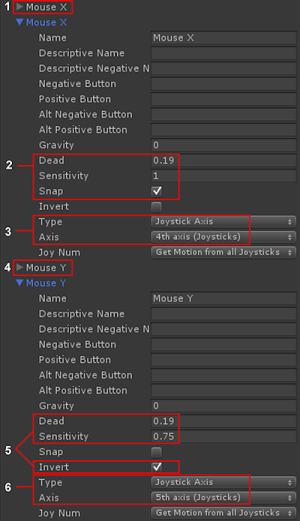 1 Mouse X
Mouse X
Name Mouse X
Descriptive Name
Descriptive Negative N
Negative Button
Positive Button
Alt Negative Button
Alt Positive Button
Gravity 0
Dead 0.19
2 Sensitivity 1
Snap
Invert
Type Joystick Axis
3 Axis 4th axis (Joysticks)
Joy Num Get Motion from all Joysticks
4 Mouse Y
Mouse Y
Name Mouse Y
Descriptive Name
Descriptive Negative N
Negative Button
Positive Button
Alt Negative Button
Alt Positive Button
Gravity 0
Dead 0.19
Sensitivity 0.75
5 Snap
Invert
Type Joystick Axis
6 Axis 5th axis (Joysticks)
Joy Num Get Motion from all Joysticks